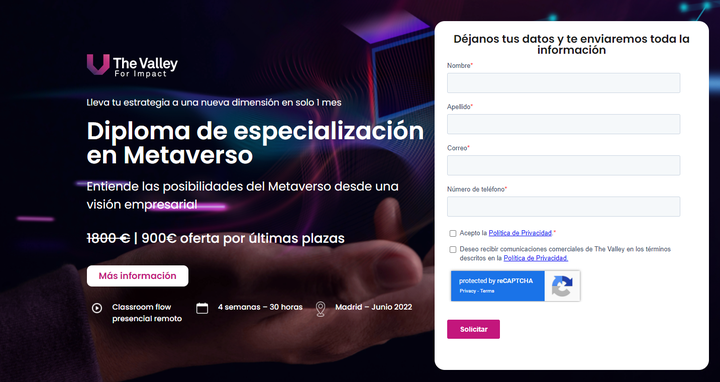 The Valley
For Impact
Lleva tu estrategia a una nueva dimensión en solo 1 mes
Diploma de especialización
en Metaverso
Entiende las posibilidades del Metaverso desde una
visión empresarial
1800 € | 900€ oferta por últimas plazas
Más información
Classroom flow
presencial remoto
4 semanas – 30 horas
Madrid – Junio 2022
Déjanos tus datos y te enviaremos toda la
información
Nombre*
Apellido*
Correo*
Número de teléfono*
Acepto la Política de Privacidad.*
Deseo recibir comunicaciones comerciales de The Valley en los términos
descritos en la Política de Privacidad.
protected by reCAPTCHA
Privacy - Terms
Solicitar